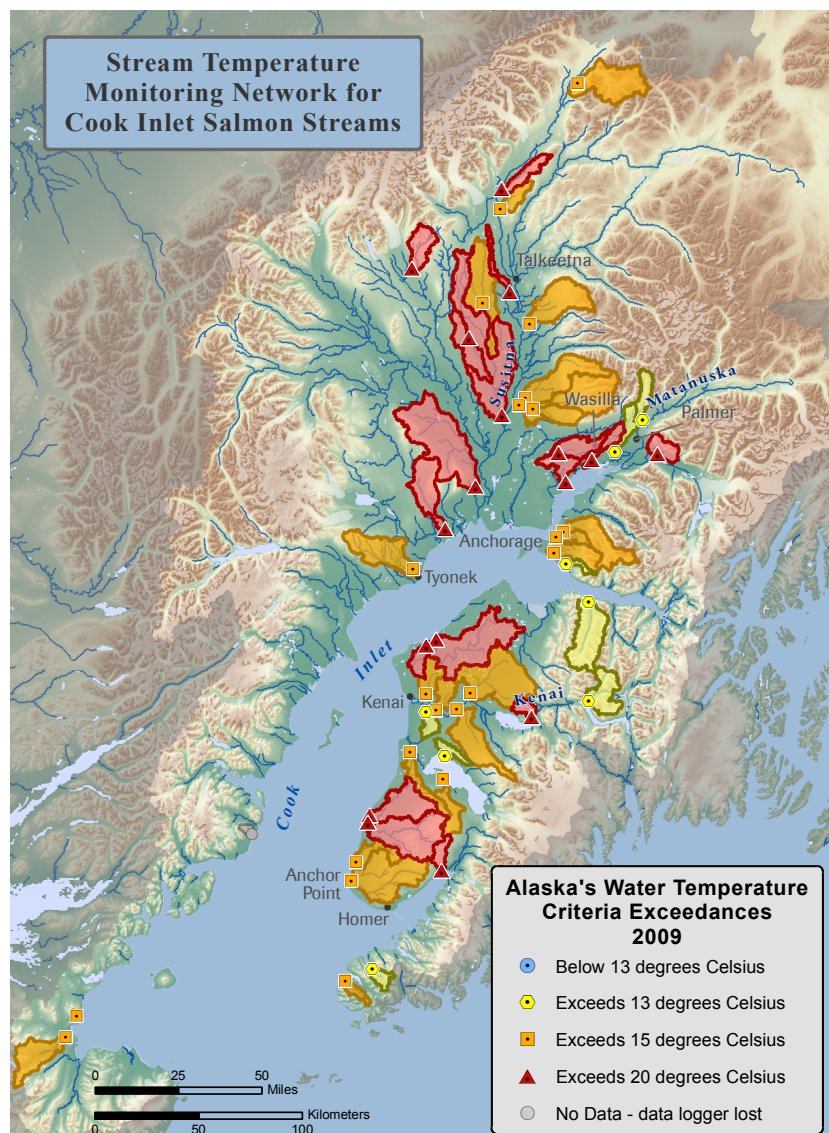 Stream Temperature
Monitoring Network for
Cook Inlet Salmon Streams
Talkeetna
Susitna
Matanuska
Wasilla
Palmer
Anchorage
Tyonek
Inlet
Kenai
Kenai
Cook
Anchor
Point
Homer
Alaska's Water Temperature
Criteria Exceedances
2009
Below 13 degrees Celsius
Exceeds 13 degrees Celsius
Exceeds 15 degrees Celsius
Exceeds 20 degrees Celsius
No Data - data logger lost
0 25 50
Miles
Kilometers
0 50 100